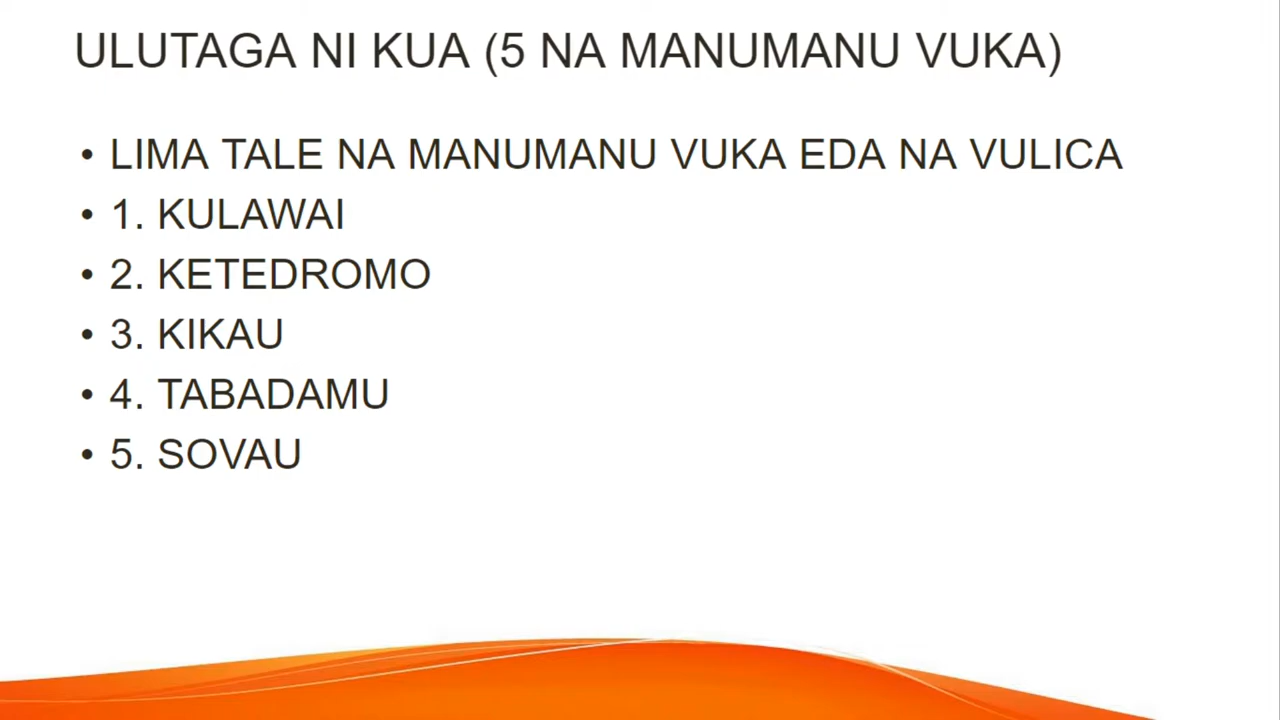 ULUTAGA NI KUA (5 NA MANUMANU VUKA)
• LIMA TALE NA MANUMANU VUKA EDA NA VULICA
• 1. KULAWAI
• 2. KETEDROMO
• 3. KIKAU
• 4. TABADAMU
• 5. SOVAU